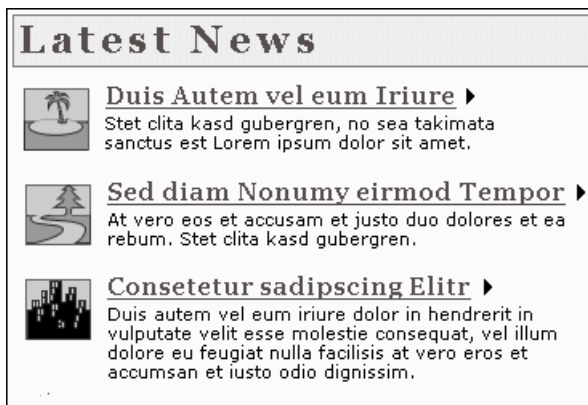 Latest News
Duis Autem vel eum Iriure
Stet clita kasd gubergren, no sea takimata
sanctus est Lorem ipsum dolor sit amet.
Sed diam Nonumy eirmod Tempor
At vero eos et accusam et justo duo dolores et ea
rebum. Stet clita kasd gubergren.
Consetetur sadipscing Elitr
Duis autem vel eum iriure dolor in hendrerit in
vulputate velit esse molestie consequat, vel illum
dolore eu feugiat nulla facilisis at vero eros et
accumsan et iusto odio dignissim.